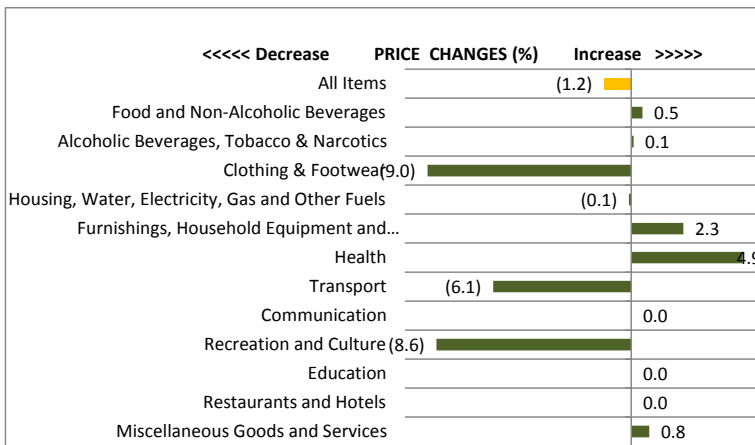 <<<<< Decrease PRICE CHANGES (%) Increase >>>>>
All Items (1.2)
Food and Non-Alcoholic Beverages 0.5
Alcoholic Beverages, Tobacco & Narcotics 0.1
Clothing & Footwear (9.0)
Housing, Water, Electricity, Gas and Other Fuels (0.1)
Furnishings, Household Equipment and... 2.3
Health 4.9
Transport (6.1)
Communication 0.0
Recreation and Culture (8.6)
Education 0.0
Restaurants and Hotels 0.0
Miscellaneous Goods and Services 0.8